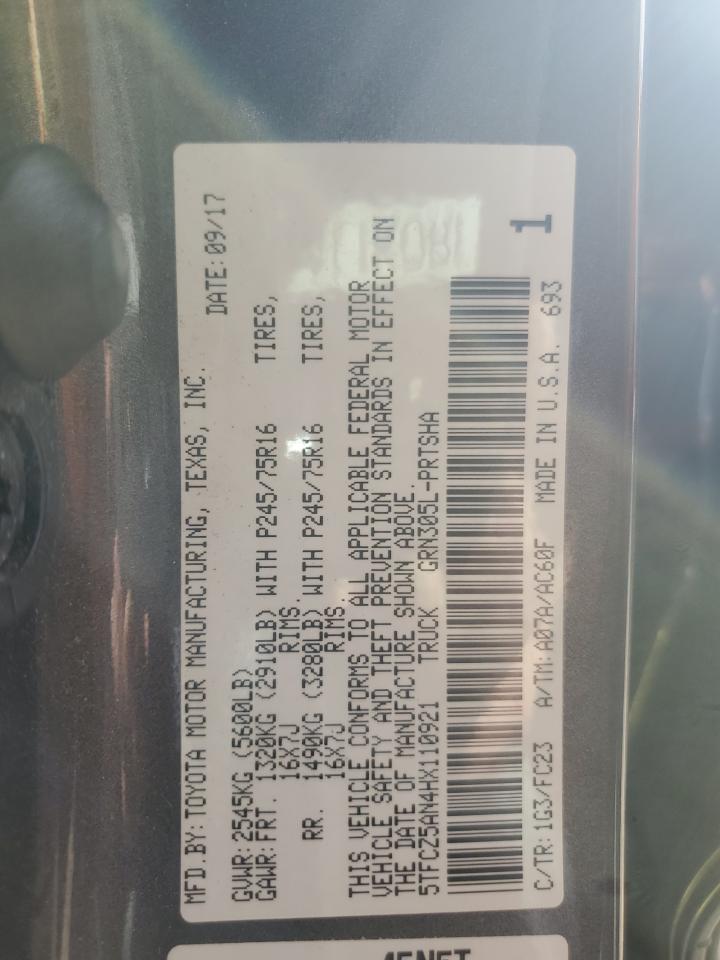 MFD.BY:TOYOTA MOTOR MANUFACTURING, TEXAS, INC.
DATE:09/17
GVWR:2545KG (5600LB)
GAWR:FRT. 1320KG (2910LB) WITH P245/75R16 TIRES,
16X7J RIMS.
RR. 1490KG (3280LB) WITH P245/75R16 TIRES,
16X7J RIMS.
THIS VEHICLE CONFORMS TO ALL APPLICABLE FEDERAL MOTOR
VEHICLE SAFETY AND THEFT PREVENTION STANDARDS IN EFFECT ON
THE DATE OF MANUFACTURE SHOWN ABOVE.
5TFCZ5AN4HX110921 TRUCK GRN305L-PRTSHA
1
C/TR:1G3/FC23 A/TM:A07A/AC60F MADE IN U.S.A. 693